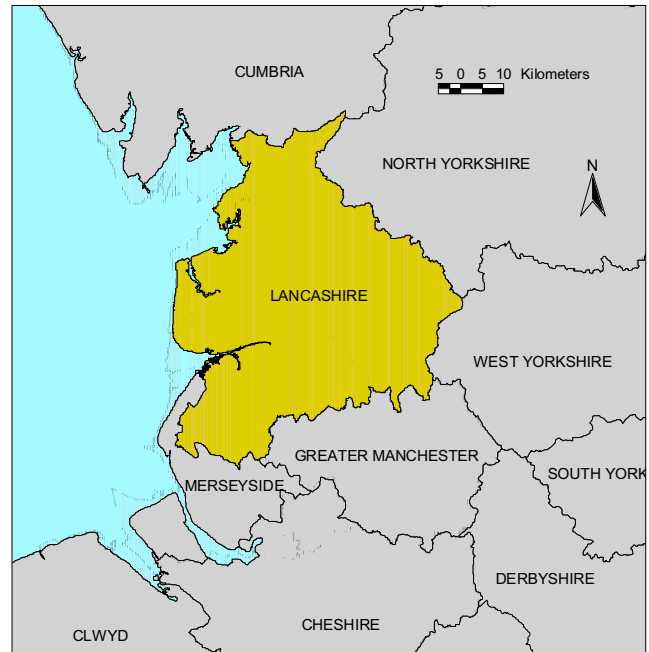 CUMBRIA
5 0 5 10 Kilometers
NORTH YORKSHIRE
N
LANCASHIRE
WEST YORKSHIRE
GREATER MANCHESTER
SOUTH YORK
MERSEYSIDE
DERBYSHIRE
CHESHIRE
CLWYD